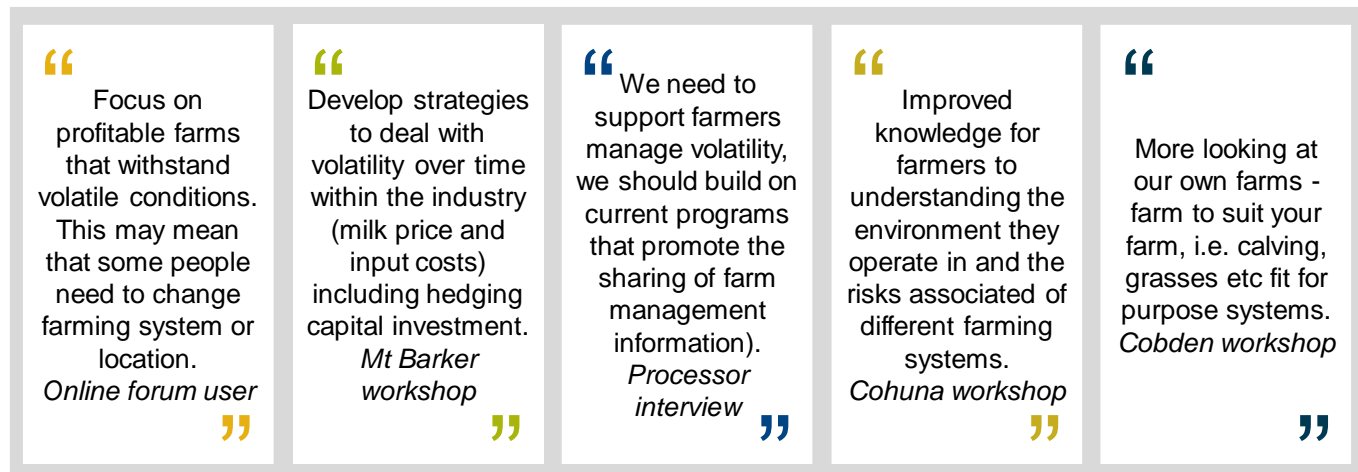 “
Focus on
profitable farms
that withstand
volatile conditions.
This may mean
that some people
need to change
farming system or
location.
Online forum user
”
“
Develop strategies
to deal with
volatility over time
within the industry
(milk price and
input costs)
including hedging
capital investment.
Mt Barker
workshop
”
“
We need to
support farmers
manage volatility,
we should build on
current programs
that promote the
sharing of farm
management
information).
Processor
interview
”
“
Improved
knowledge for
farmers to
understanding the
environment they
operate in and the
risks associated of
different farming
systems.
Cohuna workshop
”
“
More looking at
our own farms -
farm to suit your
farm, i.e. calving,
grasses etc fit for
purpose systems.
Cobden workshop
”